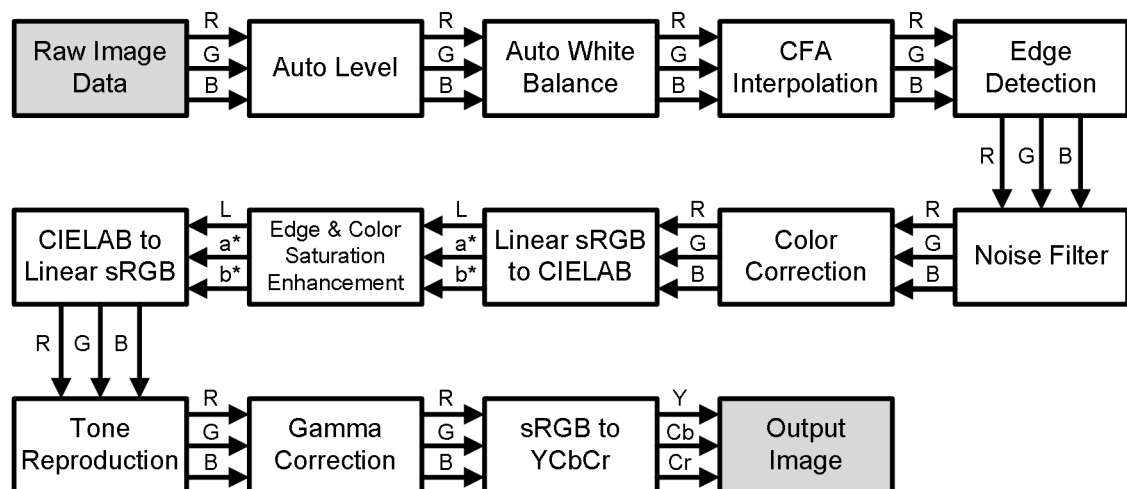 R
R
R
R
Raw Image
Data
G
Auto Level
G
Auto White
Balance
G
CFA
Interpolation
G
Edge
Detection
B
B
B
B
R
G
B
CIELAB to
Linear sRGB
L
a*
b*
Edge & Color
Saturation
Enhancement
L
a*
b*
Linear sRGB
to CIELAB
R
G
B
Color
Correction
R
G
B
Noise Filter
R
G
B
Tone
Reproduction
R
G
B
Gamma
Correction
R
G
B
sRGB to
YCbCr
Y
Cb
Cr
Output
Image